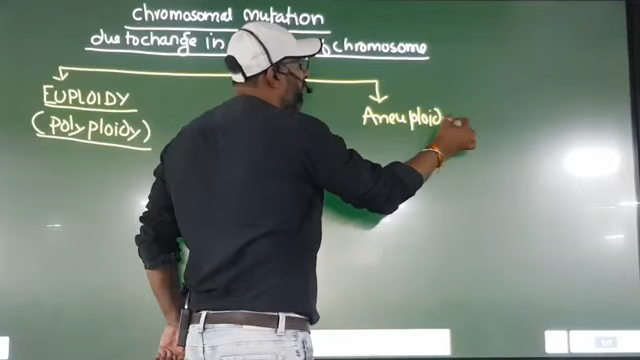 chromosomal mutation
due to change in chromosome
EUPLOIDY
(Polyploidy)
Aneuploid